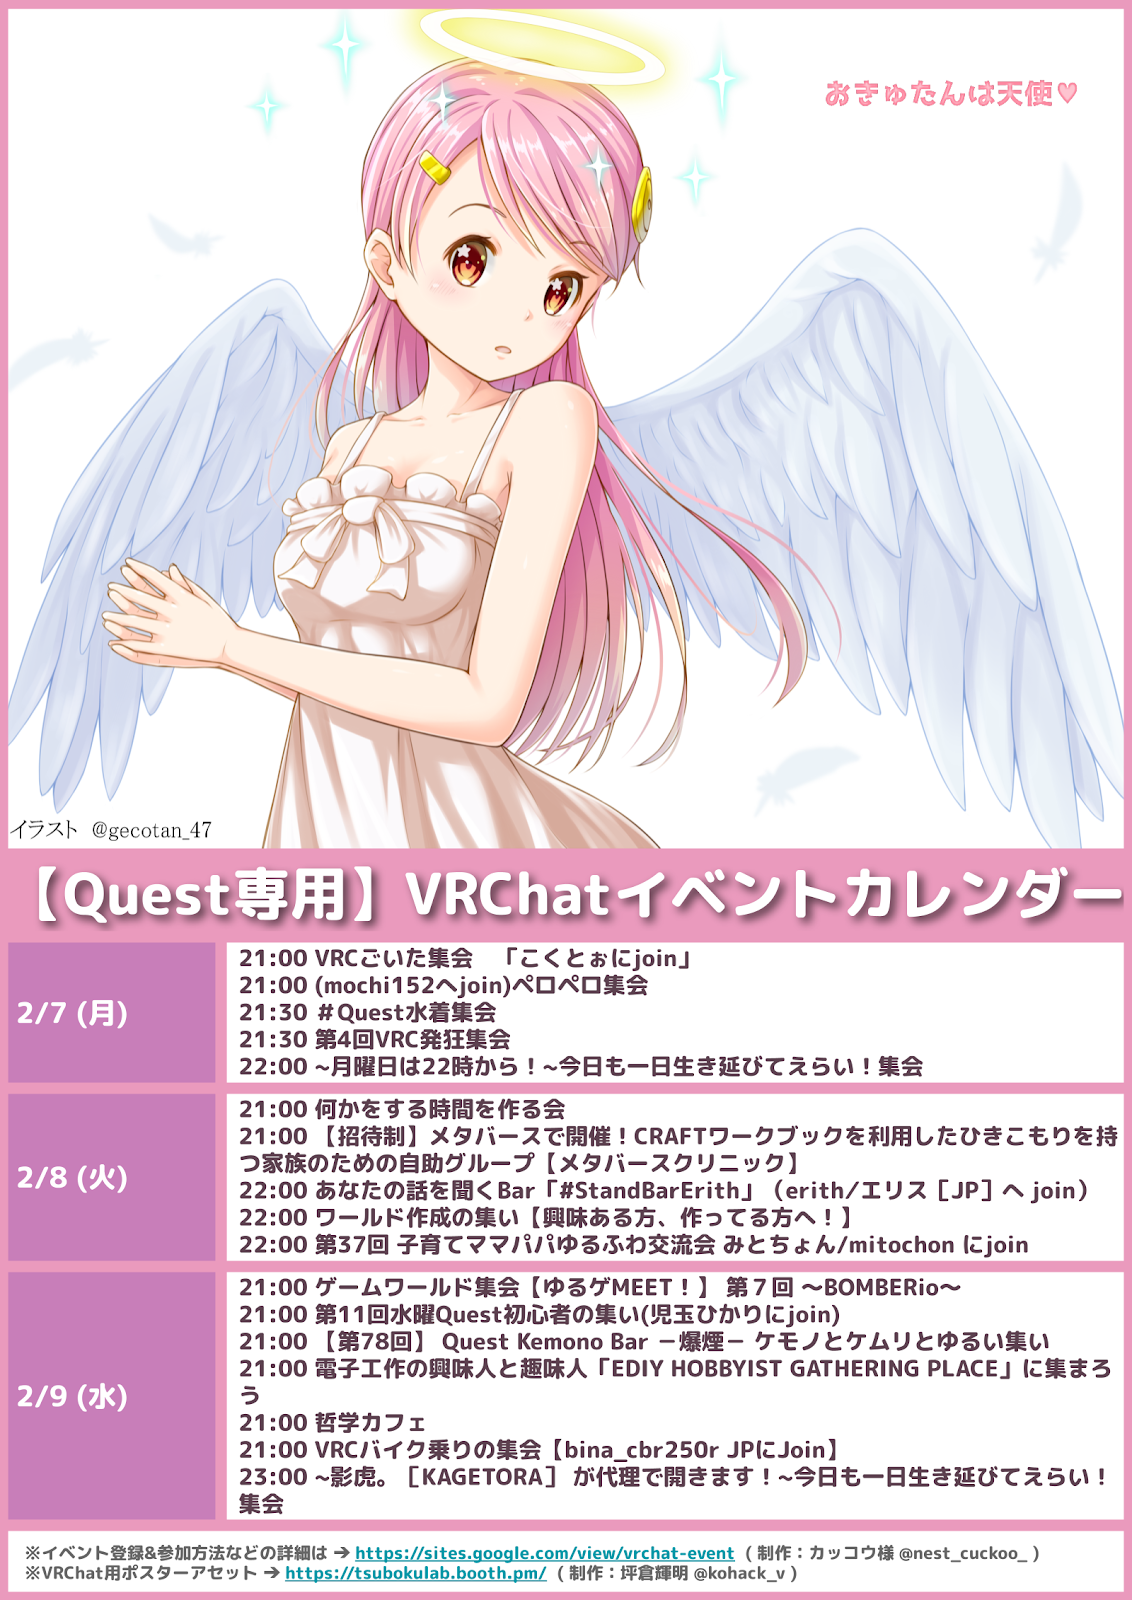 おきゅたんは天使♥
イラスト @gecotan_47
【Quest専用】VRChatイベントカレンダー
2/7 (月)
21:00 VRCごいた集会 「こくとぉにjoin」
21:00 (mochi152へjoin)ペロペロ集会
21:30 #Quest水着集会
21:30 第4回VRC発狂集会
22:00 ~月曜日は22時から！~今日も一日生き延びてえらい！集会
2/8 (火)
21:00 何かをする時間を作る会
21:00 【招待制】メタバースで開催！CRAFTワークブックを利用したひきこもりを持
つ家族のための自助グループ【メタバースクリニック】
22:00 あなたの話を聞くBar「#StandBarErith」（erith/エリス［JP］へ join）
22:00 ワールド作成の集い【興味ある方、作ってる方へ！】
22:00 第37回 子育てママパパゆるふわ交流会 みとちょん/mitochon にjoin
2/9 (水)
21:00 ゲームワールド集会【ゆるゲMEET！】 第７回 〜BOMBERio〜
21:00 第11回水曜Quest初心者の集い(児玉ひかりにjoin)
21:00 【第78回】 Quest Kemono Bar －爆煙－ ケモノとケムリとゆるい集い
21:00 電子工作の興味人と趣味人「EDIY HOBBYIST GATHERING PLACE」に集まろ
う
21:00 哲学カフェ
21:00 VRCバイク乗りの集会【bina_cbr250r JPにJoin】
23:00 ~影虎。［KAGETORA］ が代理で開きます！~今日も一日生き延びてえらい！
集会
※イベント登録&参加方法などの詳細は → https://sites.google.com/view/vrchat-event ( 制作：カッコウ様 @nest_cuckoo_ )
※VRChat用ポスターアセット → https://tsubokulab.booth.pm/ ( 制作：坪倉輝明 @kohack_v )